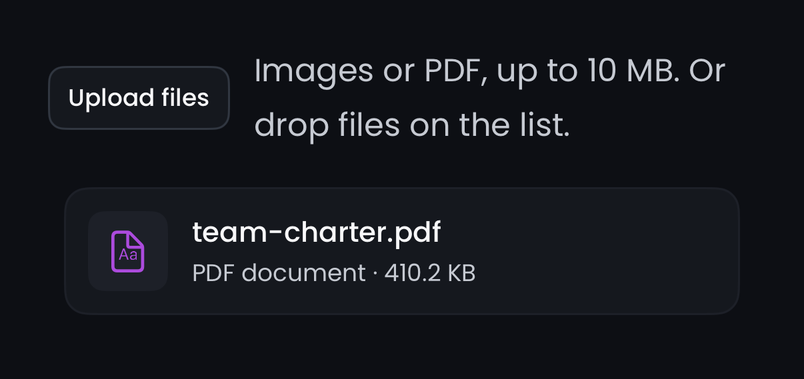 Upload files
Images or PDF, up to 10 MB. Or
drop files on the list.
Aa
team-charter.pdf
PDF document · 410.2 KB